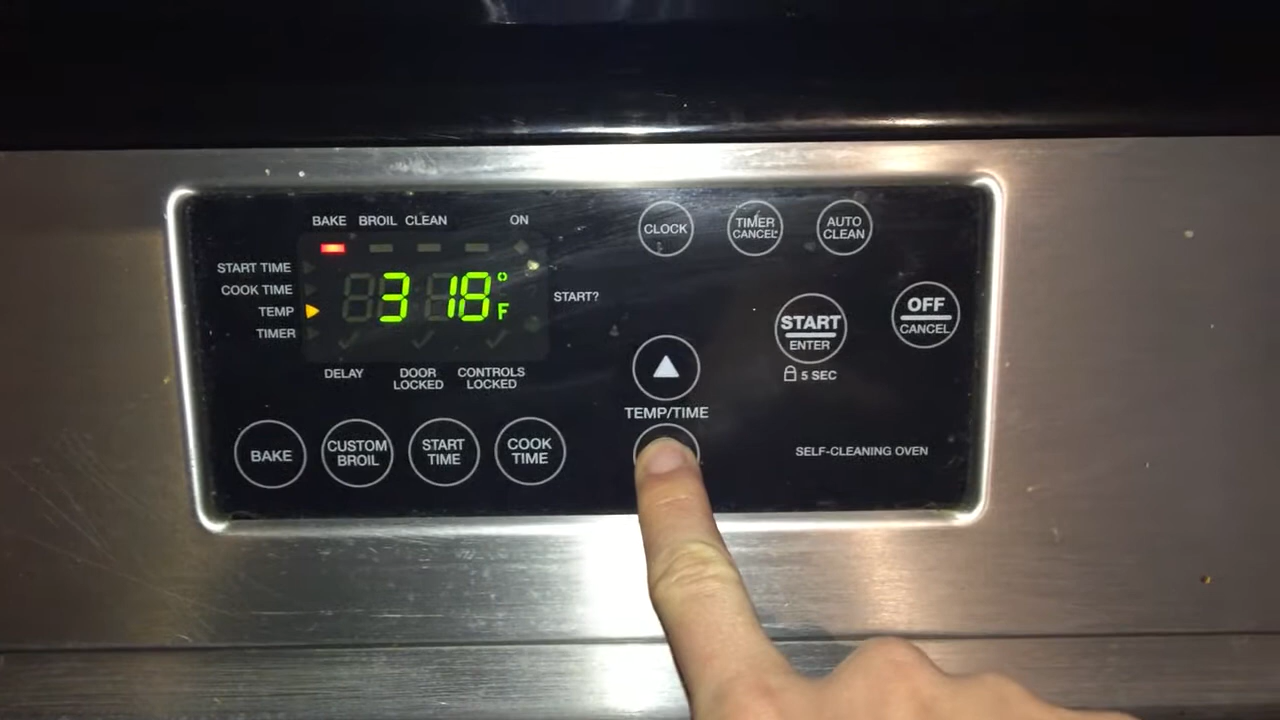 BAKE BROIL CLEAN ON
START TIME
COOK TIME
TEMP
TIMER
318°F
START?
DELAY
DOOR
LOCKED
CONTROLS
LOCKED
BAKE
CUSTOM
BROIL
START
TIME
COOK
TIME
CLOCK
TIMER
CANCEL
AUTO
CLEAN
START
ENTER
5 SEC
OFF
CANCEL
TEMP/TIME
SELF-CLEANING OVEN